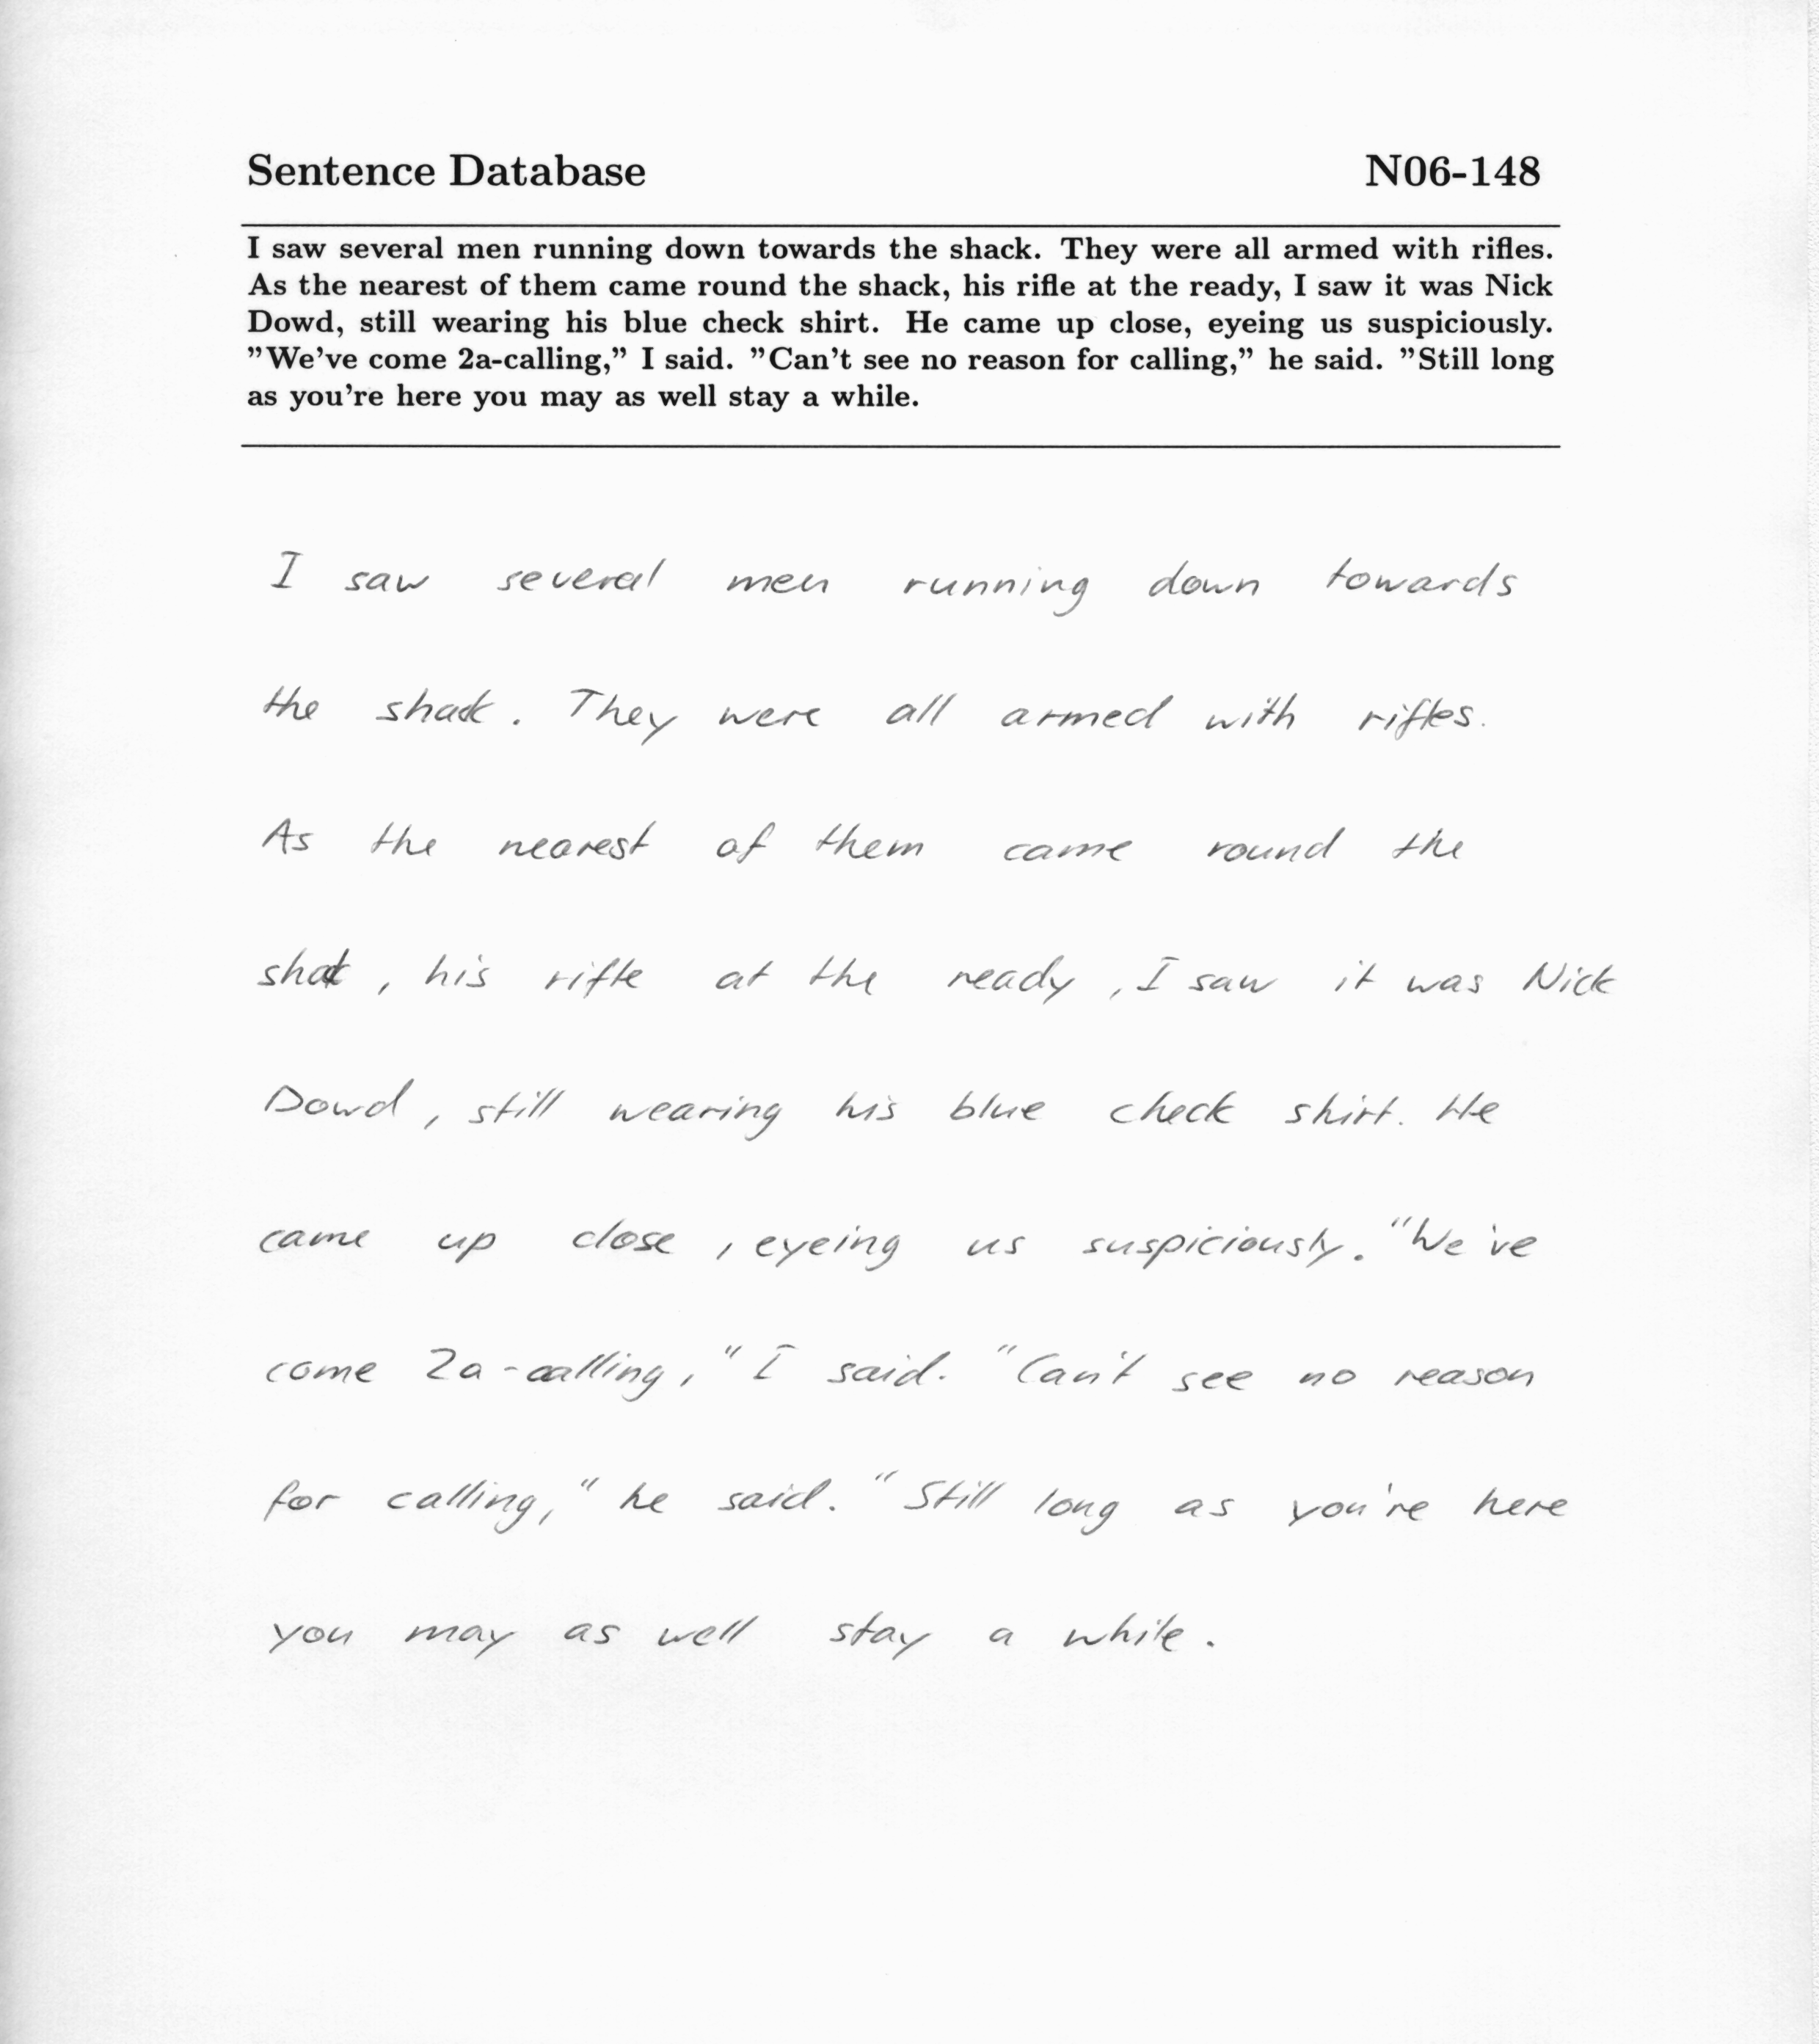 Sentence Database N06-148
I saw several men running down towards the shack. They were all armed with rifles.
As the nearest of them came round the shack, his rifle at the ready, I saw it was Nick
Dowd, still wearing his blue check shirt. He came up close, eyeing us suspiciously.
"We've come 2a-calling," I said. "Can't see no reason for calling," he said. "Still long
as you're here you may as well stay a while.
I saw several men running down towards
the shack. They were all armed with rifles.
As the nearest of them came round the
shack, his rifle at the ready, I saw it was Nick
Dowd, still wearing his blue check shirt. He
came up close, eyeing us suspiciously. "We've
come 2a-calling," I said. "Can't see no reason
for calling," he said. "Still long as you're here
you may as well stay a while.